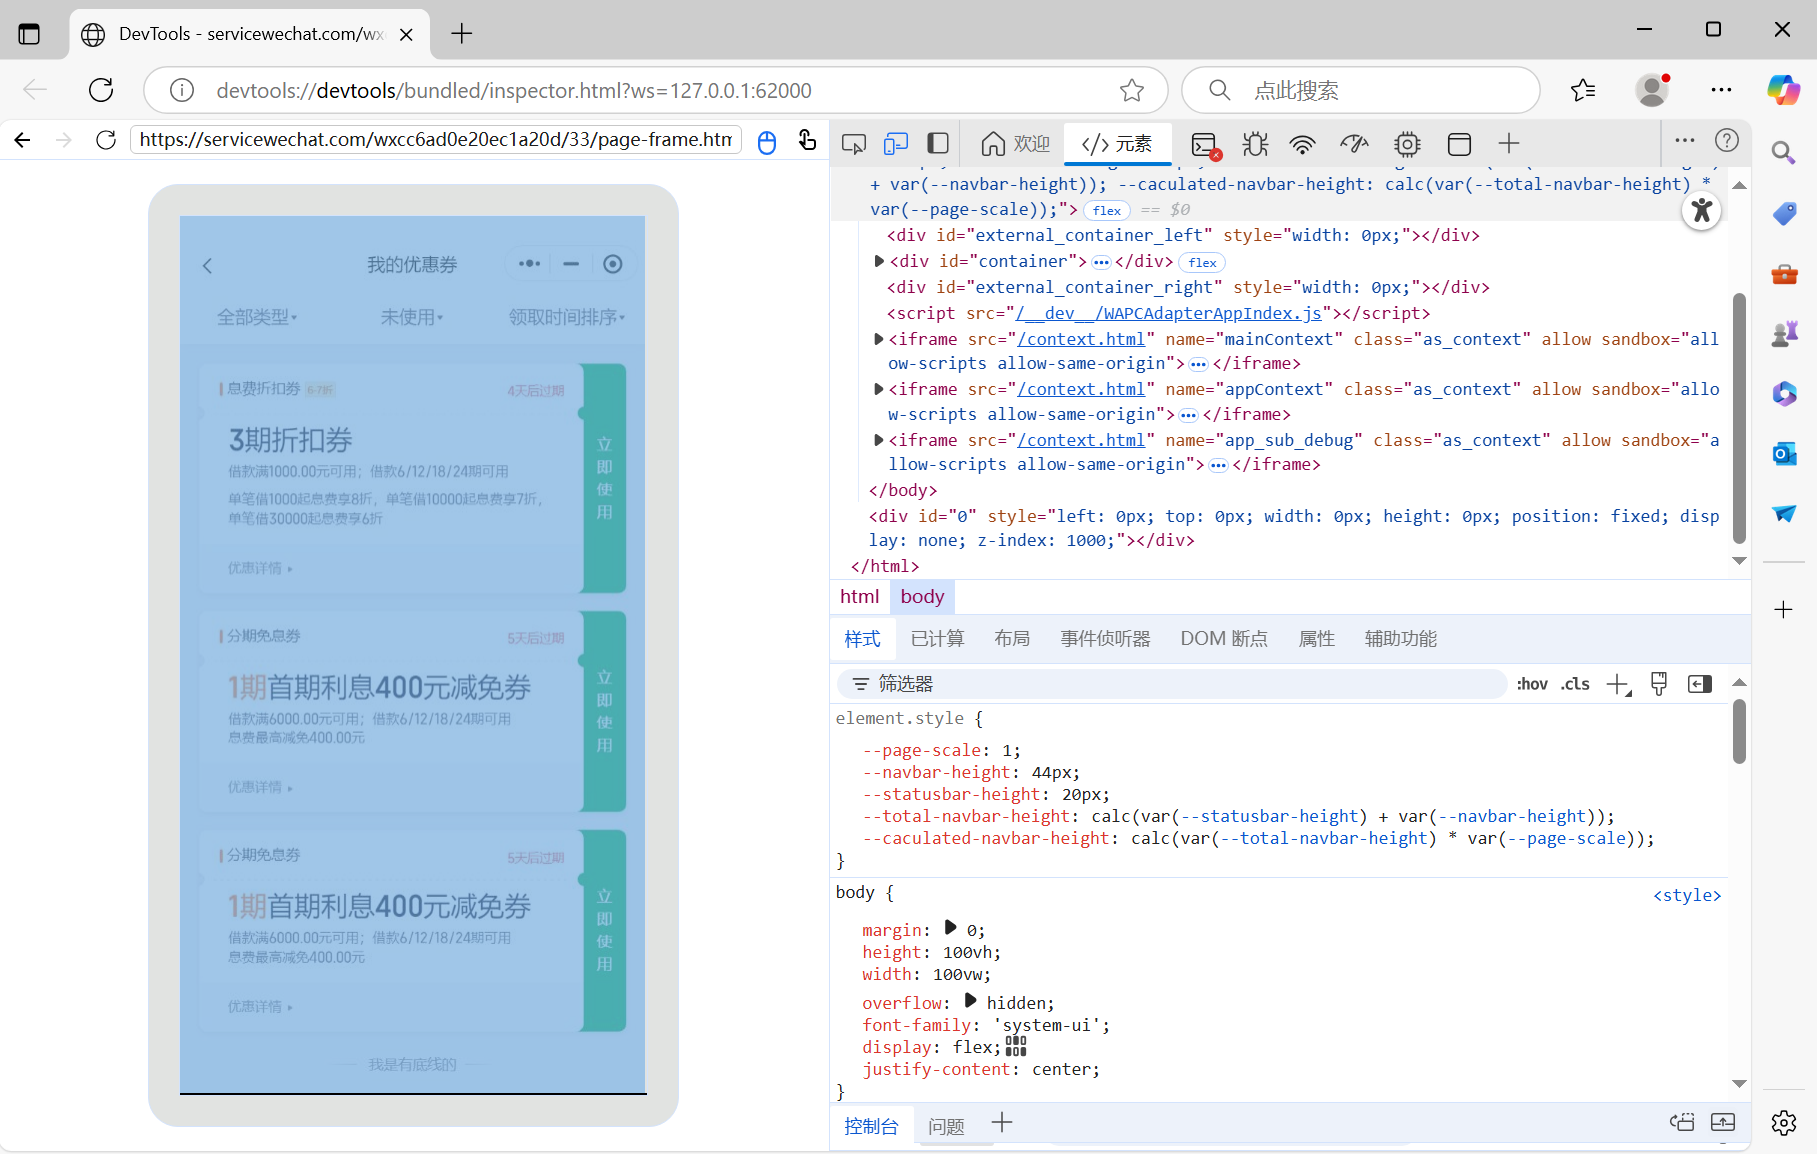 DevTools - servicewechat.com/wx
devtools://devtools/bundled/inspector.html?ws=127.0.0.1:62000
点此搜索
https://servicewechat.com/wxcc6ad0e20ec1a20d/33/page-frame.htm
欢迎
</> 元素
我的优惠券
全部类型
未使用
领取时间排序
息费折扣券 6-7折
4天后过期
3期折扣券
借款满1000.00元可用；借款6/12/18/24期可用
单笔借1000起息费享8折，单笔借10000起息费享7折，
单笔借30000起息费享6折
优惠详情
立即使用
分期免息券
5天后过期
1期首期利息400元减免券
借款满6000.00元可用；借款6/12/18/24期可用
息费最高减免400.00元
优惠详情
立即使用
分期免息券
5天后过期
1期首期利息400元减免券
借款满6000.00元可用；借款6/12/18/24期可用
息费最高减免400.00元
优惠详情
立即使用
我是有底线的
+ var(--navbar-height)); --caculated-navbar-height: calc(var(--total-navbar-height) *
var(--page-scale));"> flex == $0
<div id="external_container_left" style="width: 0px;"></div>
<div id="container"> ••• </div> flex
<div id="external_container_right" style="width: 0px;"></div>
<script src="/__dev__/WAPCAdapterAppIndex.js"></script>
<iframe src="/context.html" name="mainContext" class="as_context" allow sandbox="all
ow-scripts allow-same-origin"> ••• </iframe>
<iframe src="/context.html" name="appContext" class="as_context" allow sandbox="allo
w-scripts allow-same-origin"> ••• </iframe>
<iframe src="/context.html" name="app_sub_debug" class="as_context" allow sandbox="a
llow-scripts allow-same-origin"> ••• </iframe>
</body>
<div id="0" style="left: 0px; top: 0px; width: 0px; height: 0px; position: fixed; disp
lay: none; z-index: 1000;"></div>
</html>
html body
样式 已计算 布局 事件侦听器 DOM 断点 属性 辅助功能
筛选器
:hov .cls
element.style {
--page-scale: 1;
--navbar-height: 44px;
--statusbar-height: 20px;
--total-navbar-height: calc(var(--statusbar-height) + var(--navbar-height));
--caculated-navbar-height: calc(var(--total-navbar-height) * var(--page-scale));
}
body {
<style>
margin: 0;
height: 100vh;
width: 100vw;
overflow: hidden;
font-family: 'system-ui';
display: flex;
justify-content: center;
}
控制台 问题